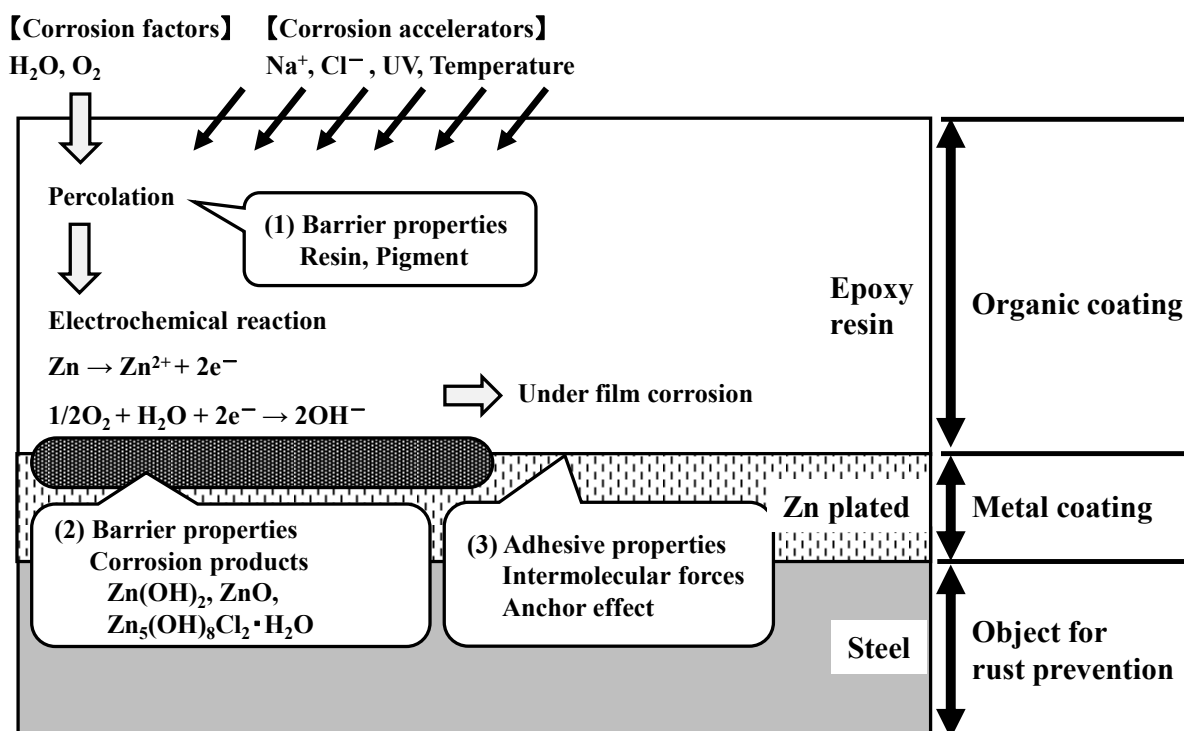 【Corrosion factors】
H₂O, O₂
【Corrosion accelerators】
Na⁺, Cl⁻, UV, Temperature
Percolation
(1) Barrier properties
Resin, Pigment
Electrochemical reaction
Zn → Zn²⁺ + 2e⁻
1/2O₂ + H₂O + 2e⁻ → 2OH⁻
Under film corrosion
Epoxy
resin
Organic coating
Zn plated
Metal coating
(2) Barrier properties
Corrosion products
Zn(OH)₂, ZnO,
Zn₅(OH)₈Cl₂・H₂O
(3) Adhesive properties
Intermolecular forces
Anchor effect
Steel
Object for
rust prevention